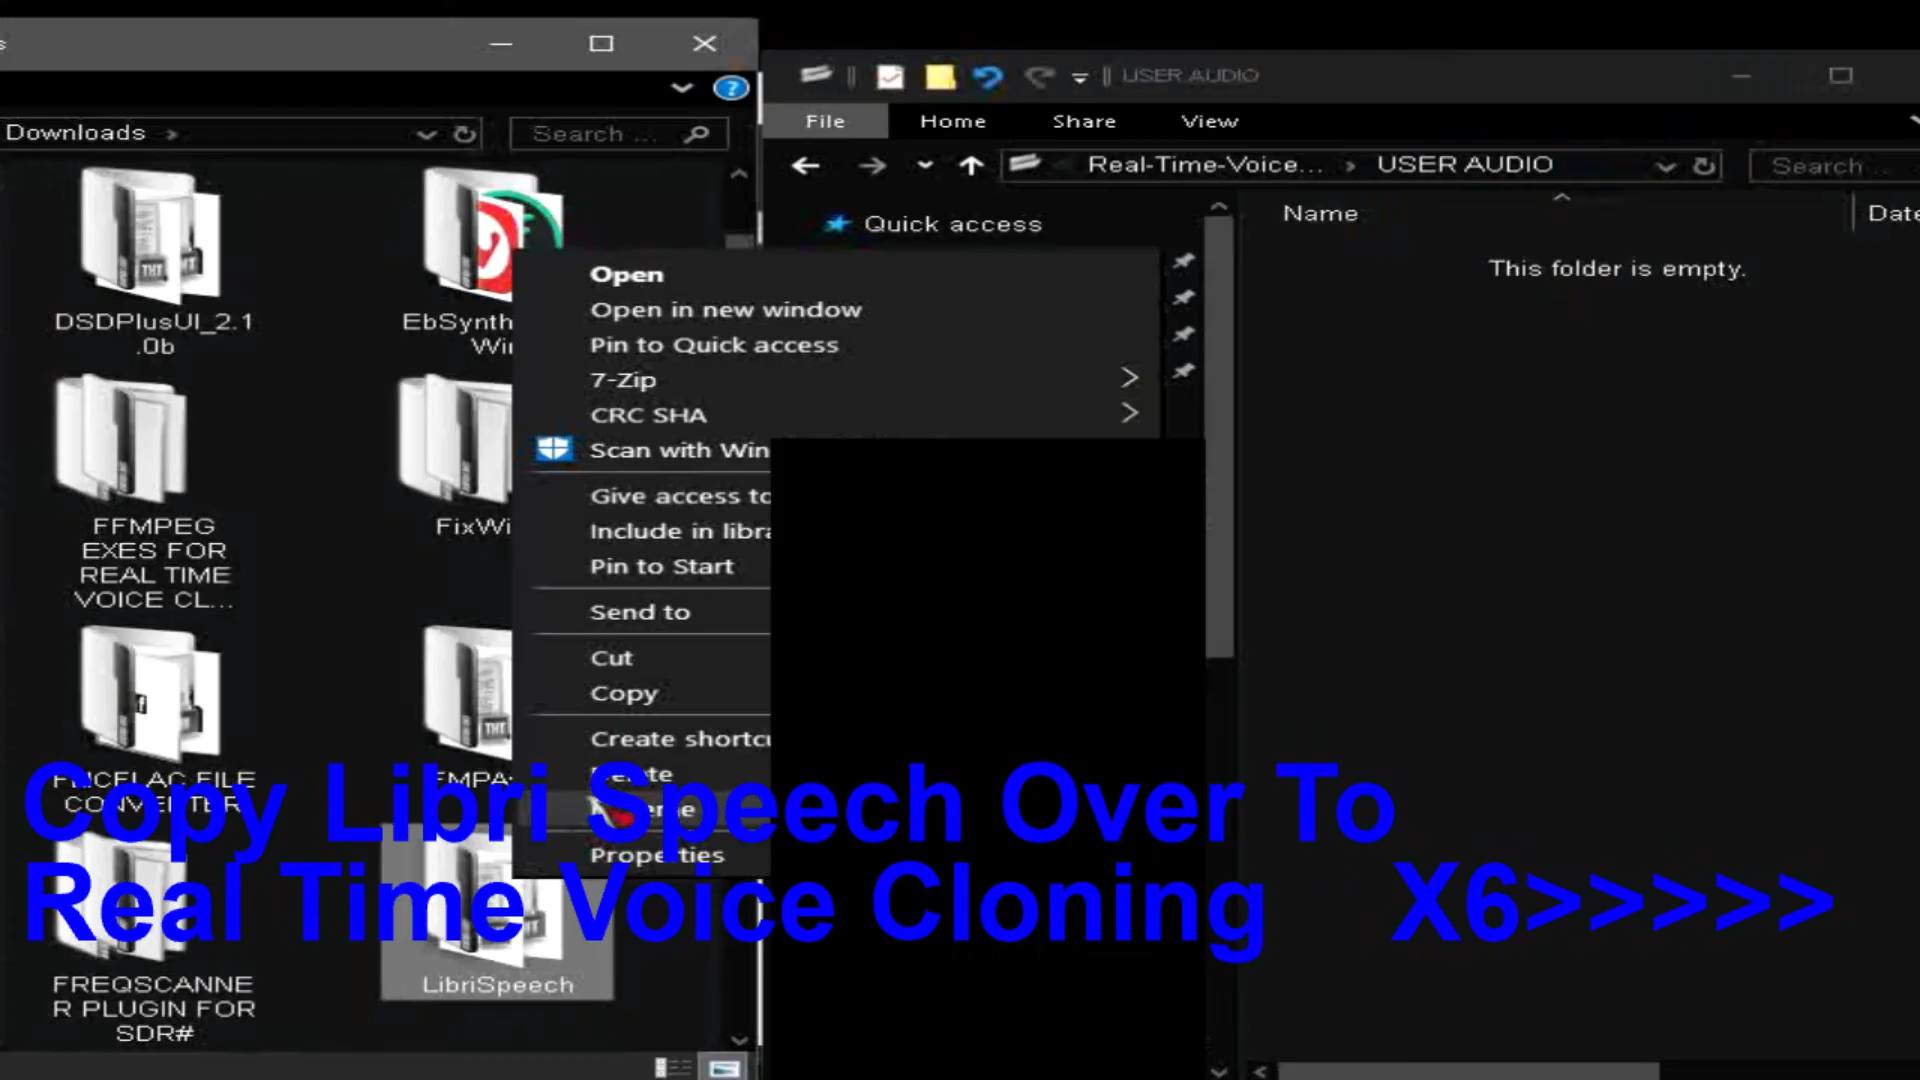 s
Downloads
Search ...
DSDPlusUI_2.1
.0b
EbSynth
Wi
FFMPEG
EXES FOR
REAL TIME
VOICE CL...
FixWi
CONVERTER
FREQSCANNE
R PLUGIN FOR
SDR#
LibriSpeech
Open
Open in new window
Pin to Quick access
7-Zip
CRC SHA
Scan with Win
Give access to
Include in libra
Pin to Start
Send to
Cut
Copy
Create shortcu
Properties
USER AUDIO
File
Home
Share
View
Real-Time-Voice...
USER AUDIO
Search ...
Quick access
Name
Date
This folder is empty.
Copy Libri Speech Over To
Real Time Voice Cloning X6>>>>>